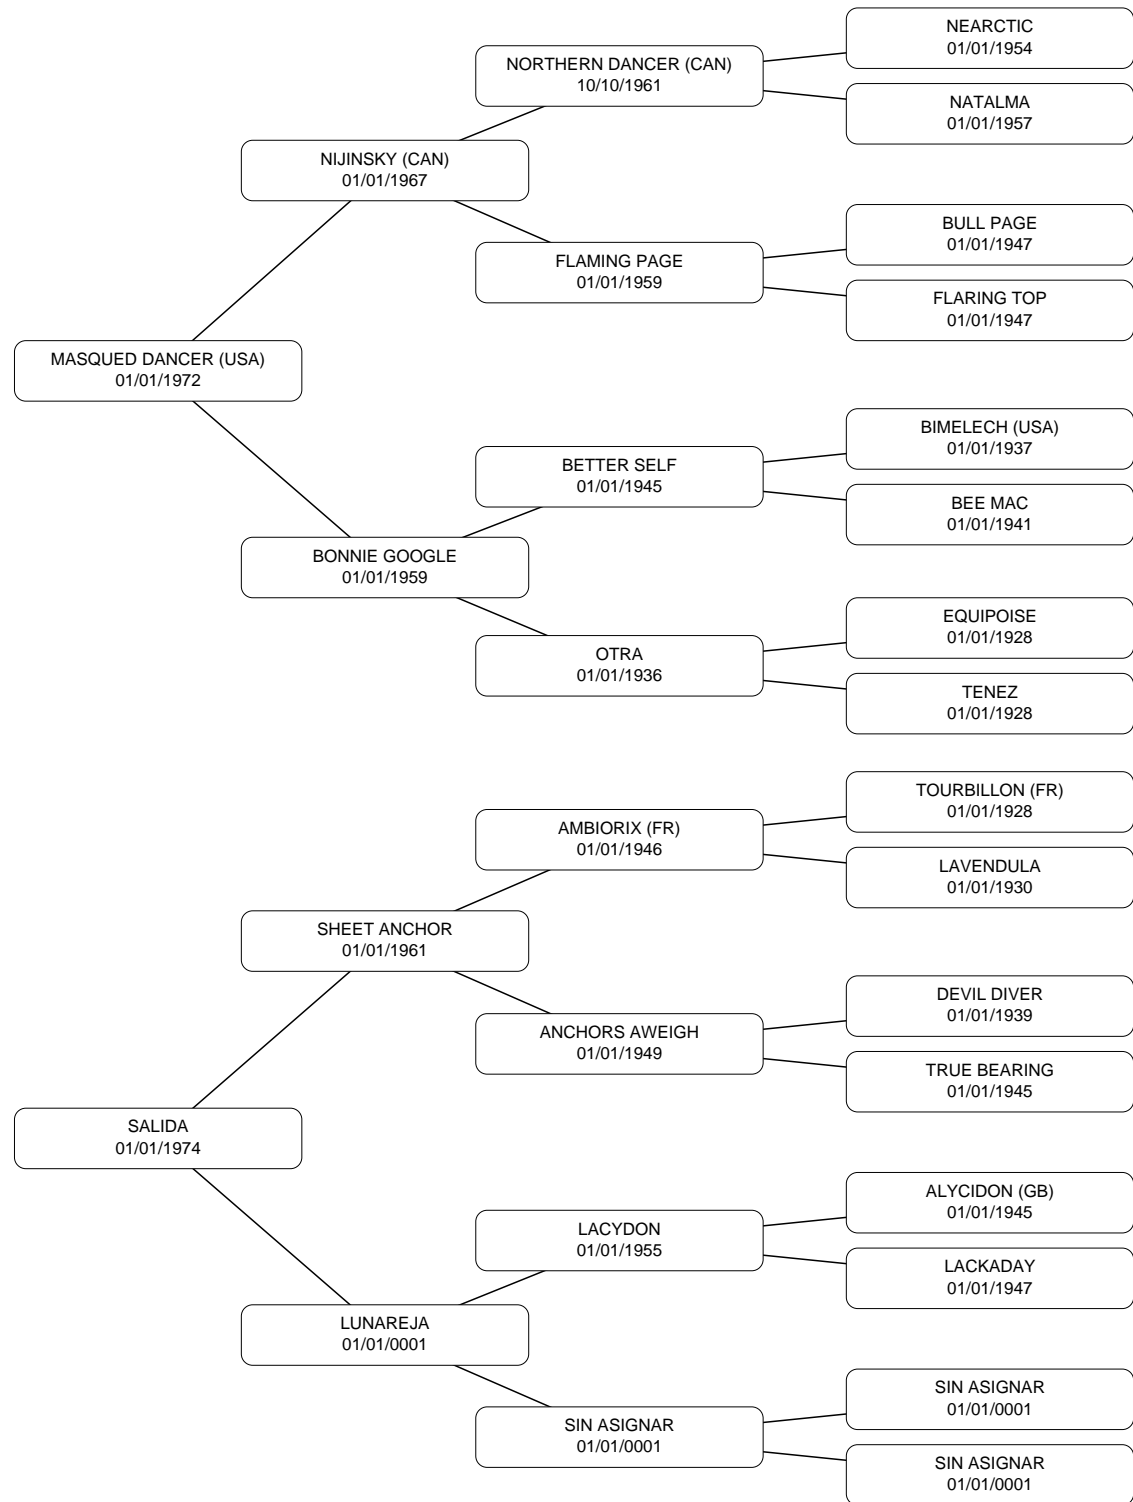 NEARCTIC
01/01/1954
NORTHERN DANCER (CAN)
10/10/1961
NATALMA
01/01/1957
NIJINSKY (CAN)
01/01/1967
BULL PAGE
01/01/1947
FLAMING PAGE
01/01/1959
FLARING TOP
01/01/1947
MASQUED DANCER (USA)
01/01/1972
BIMELECH (USA)
01/01/1937
BETTER SELF
01/01/1945
BEE MAC
01/01/1941
BONNIE GOOGLE
01/01/1959
EQUIPOISE
01/01/1928
OTRA
01/01/1936
TENEZ
01/01/1928
TOURBILLON (FR)
01/01/1928
AMBIORIX (FR)
01/01/1946
LAVENDULA
01/01/1930
SHEET ANCHOR
01/01/1961
DEVIL DIVER
01/01/1939
ANCHORS AWEIGH
01/01/1949
TRUE BEARING
01/01/1945
SALIDA
01/01/1974
ALYCIDON (GB)
01/01/1945
LACYDON
01/01/1955
LACKADAY
01/01/1947
LUNAREJA
01/01/0001
SIN ASIGNAR
01/01/0001
SIN ASIGNAR
01/01/0001
SIN ASIGNAR
01/01/0001